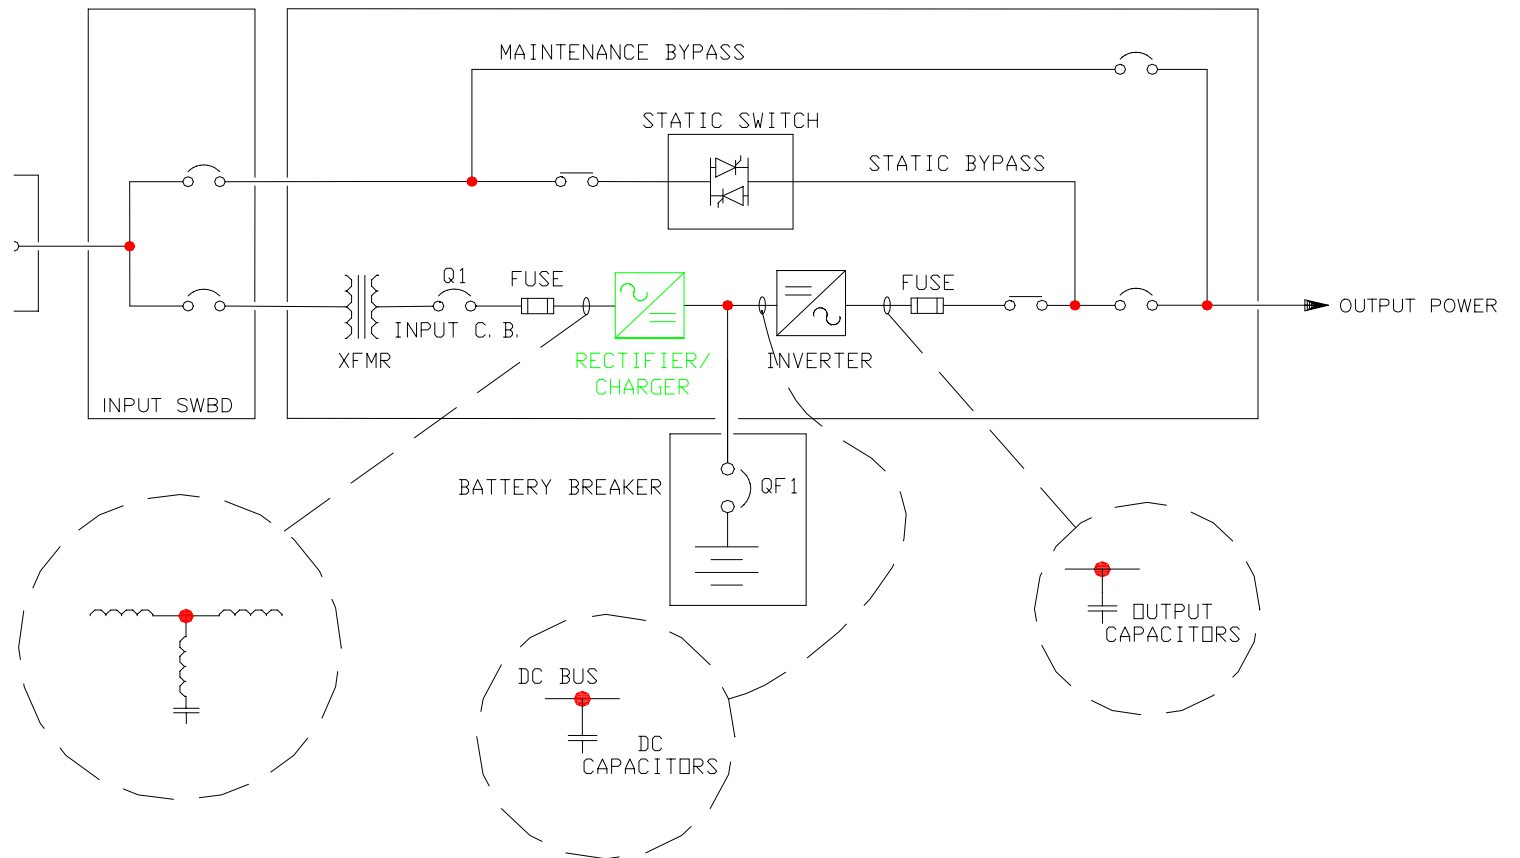 MAINTENANCE BYPASS
STATIC SWITCH
STATIC BYPASS
Q1
FUSE
FUSE
OUTPUT POWER
INPUT C. B.
XFMR
RECTIFIER/
CHARGER
INVERTER
INPUT SWBD
BATTERY BREAKER
QF1
OUTPUT
CAPACITORS
DC BUS
DC
CAPACITORS